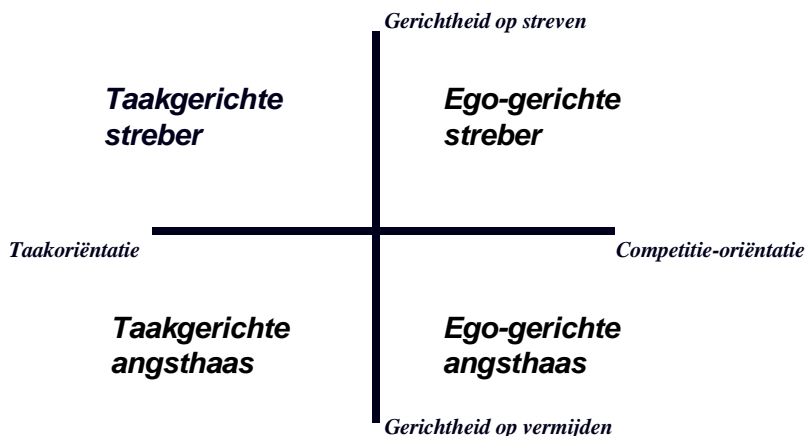 Gerichtheid op streven
Taakgerichte
streber
Ego-gerichte
streber
Taakoriëntatie
Competitie-oriëntatie
Taakgerichte
angsthaas
Ego-gerichte
angsthaas
Gerichtheid op vermijden